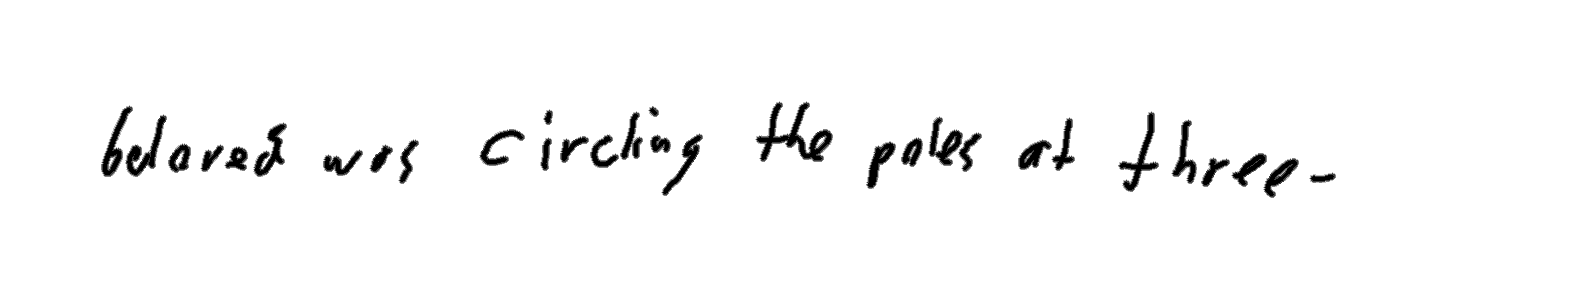 beloved was circling the poles at three-